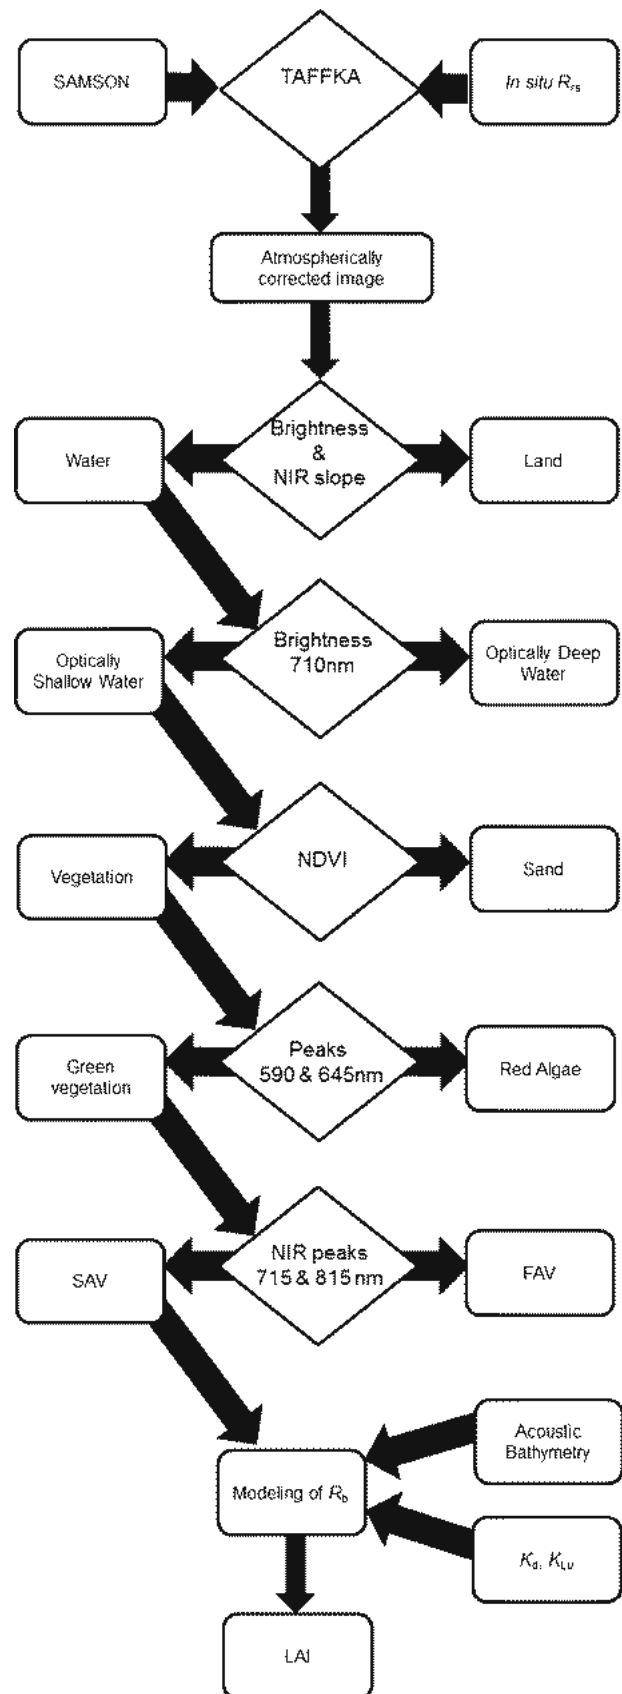 SAMSON
TAFFKA
In situ Rrs
Atmospherically
corrected image
Brightness
&
NIR slope
Water
Land
Brightness
710nm
Optically
Shallow Water
Optically Deep
Water
NDVI
Vegetation
Sand
Peaks
590 & 645nm
Green
vegetation
Red Algae
NIR peaks
715 & 815nm
SAV
FAV
Acoustic
Bathymetry
Modeling of Rb
Kd, KLu
LAI